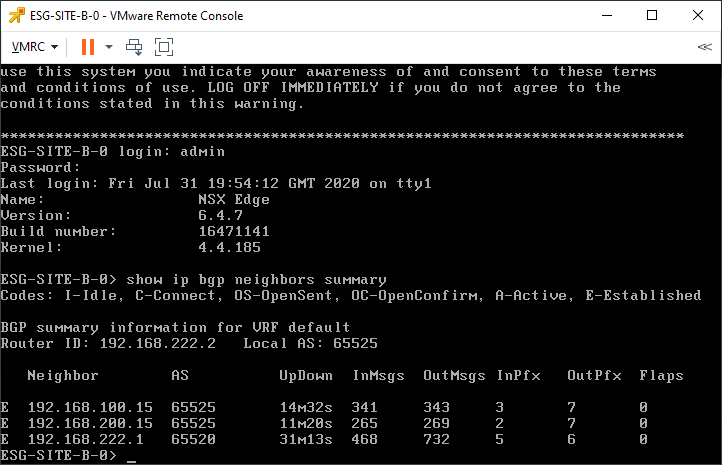 ESG-SITE-B-0 - VMware Remote Console
VMRC
use this system you indicate your awareness of and consent to these terms
and conditions of use. LOG OFF IMMEDIATELY if you do not agree to the
conditions stated in this warning.
****************************************************************************
ESG-SITE-B-0 login: admin
Password:
Last login: Fri Jul 31 19:54:12 GMT 2020 on tty1
Name: NSX Edge
Version: 6.4.7
Build number: 16471141
Kernel: 4.4.185
ESG-SITE-B-0> show ip bgp neighbors summary
Codes: I-Idle, C-Connect, OS-OpenSent, OC-OpenConfirm, A-Active, E-Established
BGP summary information for VRF default
Router ID: 192.168.222.2 Local AS: 65525
Neighbor AS UpDown InMsgs OutMsgs InPfx OutPfx Flaps
E 192.168.100.15 65525 14m32s 341 343 3 7 0
E 192.168.200.15 65525 11m20s 265 269 2 7 0
E 192.168.222.1 65520 31m13s 468 732 5 6 0
ESG-SITE-B-0> _